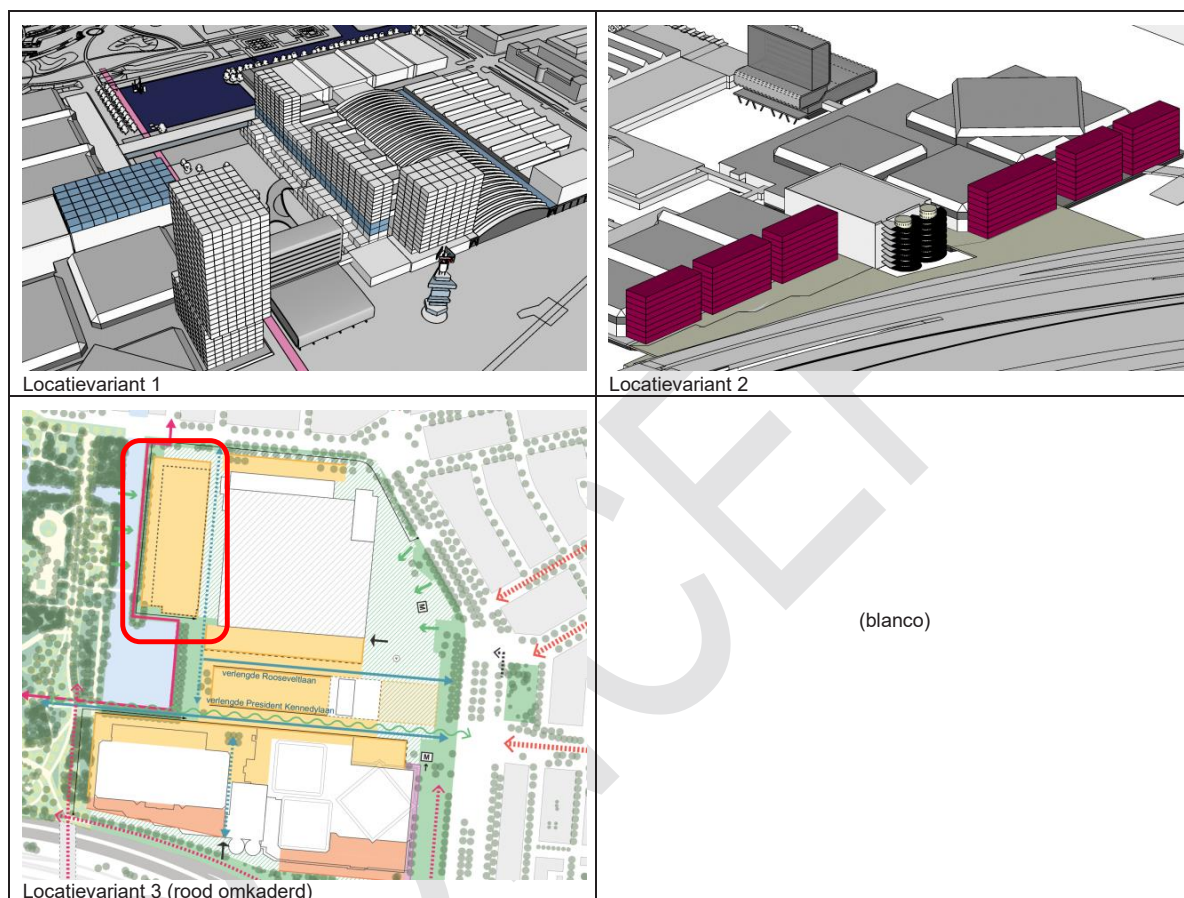 Locatievariant 1
Locatievariant 2
M
verlengde Rooseveltlaan
verlengde President Kennedylaan
M
(blanco)
Locatievariant 3 (rood omkaderd)